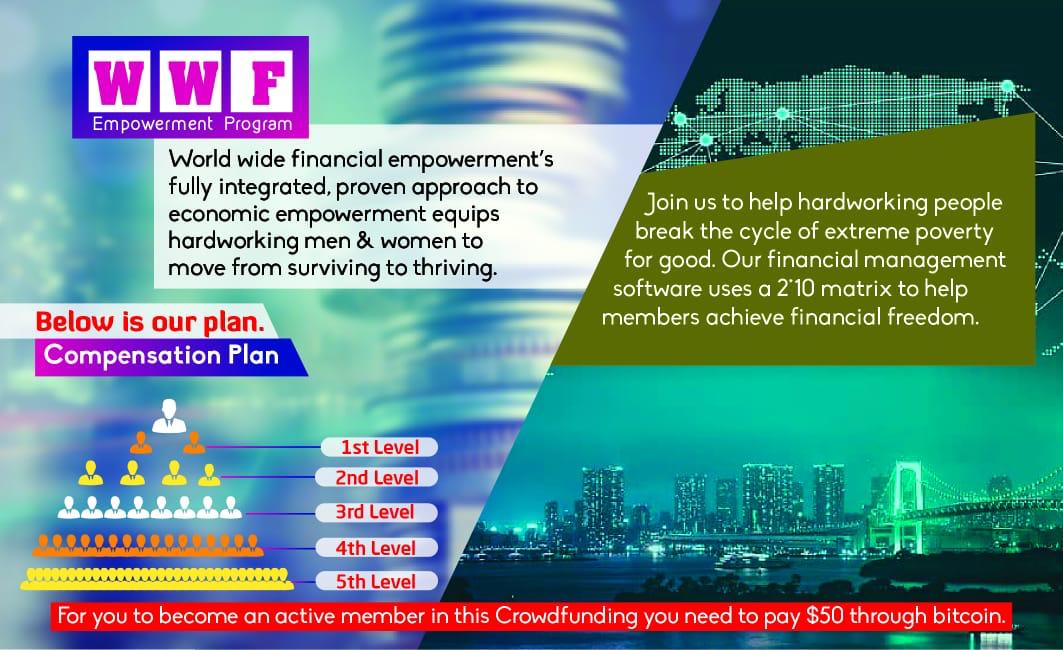 WWF
Empowerment Program
World wide financial empowerment's
fully integrated, proven approach to
economic empowerment equips
hardworking men & women to
move from surviving to thriving.
Join us to help hardworking people
break the cycle of extreme poverty
for good. Our financial management
software uses a 2*10 matrix to help
members achieve financial freedom.
Below is our plan.
Compensation Plan
1st Level
2nd Level
3rd Level
4th Level
5th Level
For you to become an active member in this Crowdfunding you need to pay $50 through bitcoin.